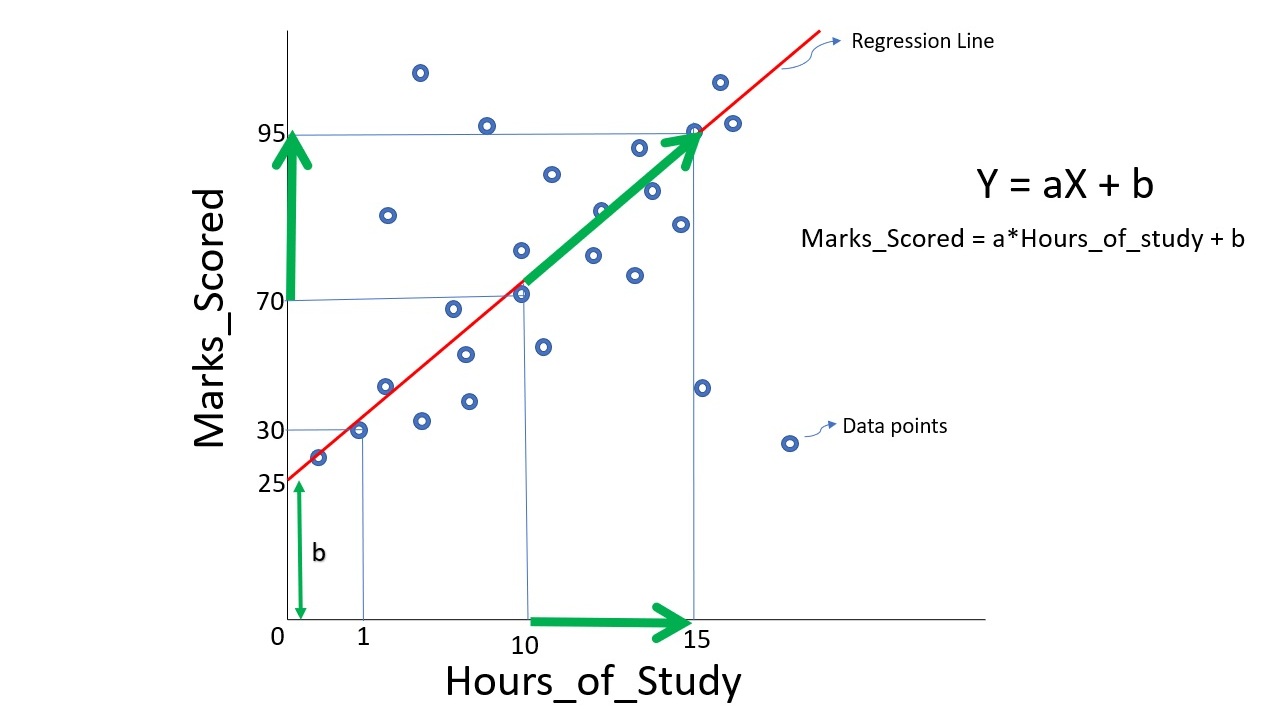 Regression Line
95
Y = aX + b
Marks_Scored = a*Hours_of_study + b
Marks_Scored
70
30
Data points
25
b
0
1
10
15
Hours_of_Study